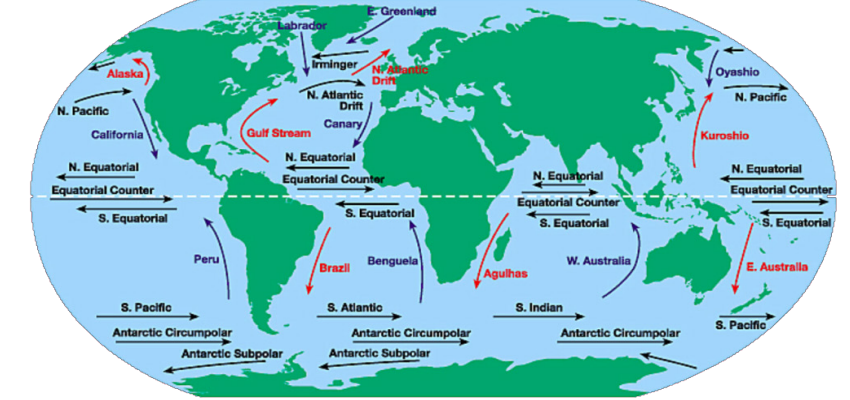 E. Greenland
Labrador
Irminger
N. Atlantic
Drift
Alaska
N. Atlantic
Drift
Oyashio
N. Pacific
N. Pacific
California
Gulf Stream
Canary
Kuroshio
N. Equatorial
N. Equatorial
N. Equatorial
N. Equatorial
Equatorial Counter
Equatorial Counter
Equatorial Counter
Equatorial Counter
S. Equatorial
S. Equatorial
S. Equatorial
S. Equatorial
Peru
Brazil
Benguela
Agulhas
W. Australia
E. Australia
S. Pacific
S. Atlantic
S. Indian
S. Pacific
Antarctic Circumpolar
Antarctic Circumpolar
Antarctic Circumpolar
Antarctic Subpolar
Antarctic Subpolar